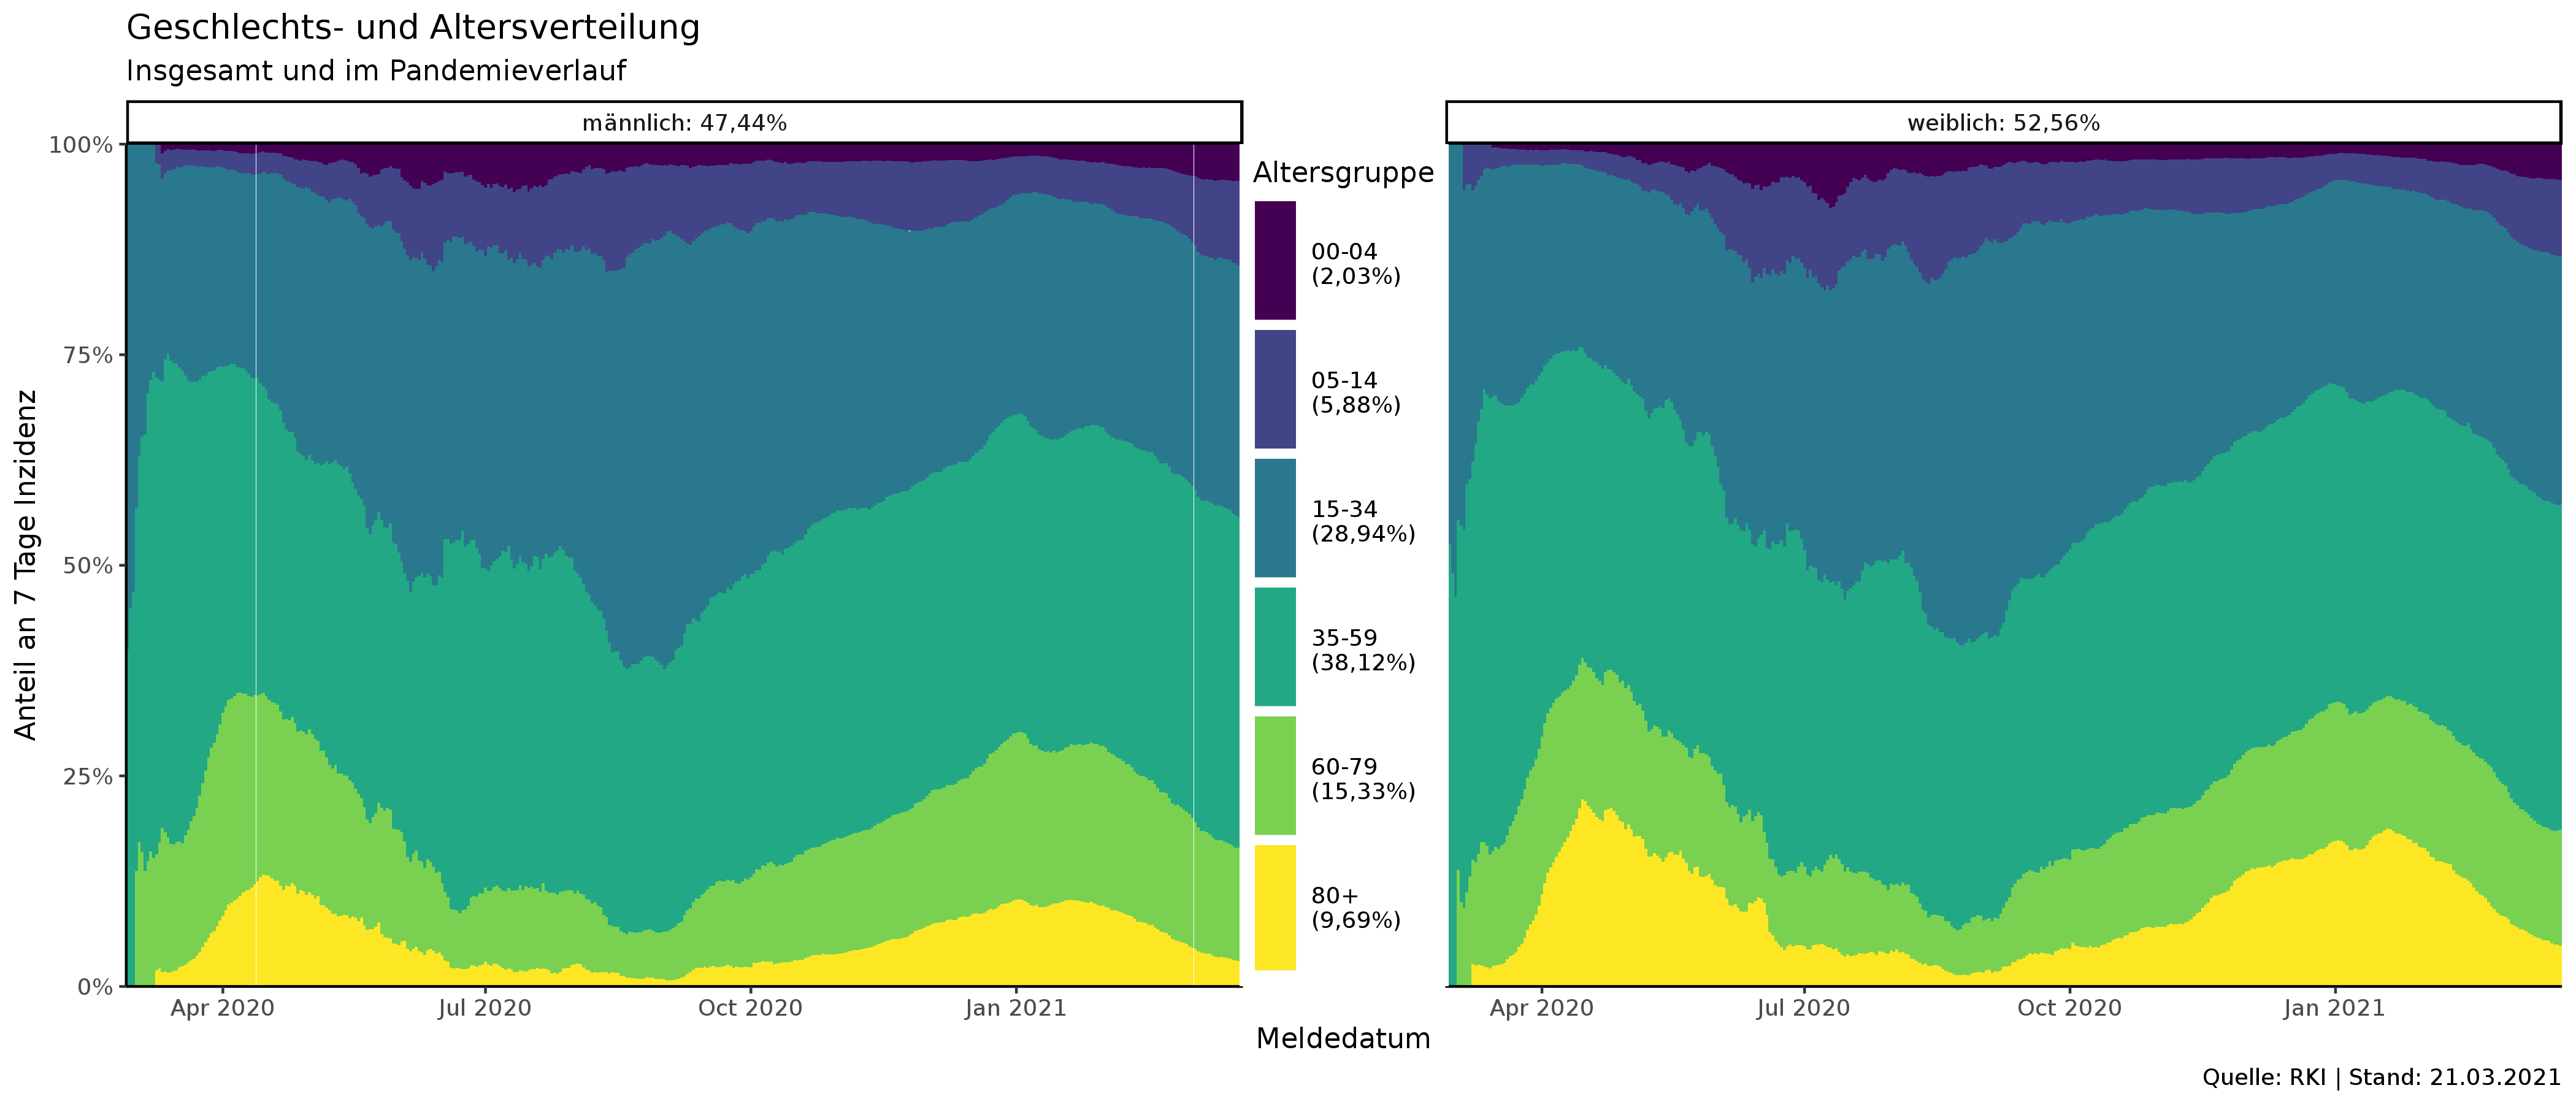 Geschlechts- und Altersverteilung
Insgesamt und im Pandemieverlauf
männlich: 47,44%
weiblich: 52,56%
Anteil an 7 Tage Inzidenz
100%
75%
50%
25%
0%
Apr 2020
Jul 2020
Oct 2020
Jan 2021
Altersgruppe
00-04
(2,03%)
05-14
(5,88%)
15-34
(28,94%)
35-59
(38,12%)
60-79
(15,33%)
80+
(9,69%)
Apr 2020
Jul 2020
Oct 2020
Jan 2021
Meldedatum
Quelle: RKI | Stand: 21.03.2021